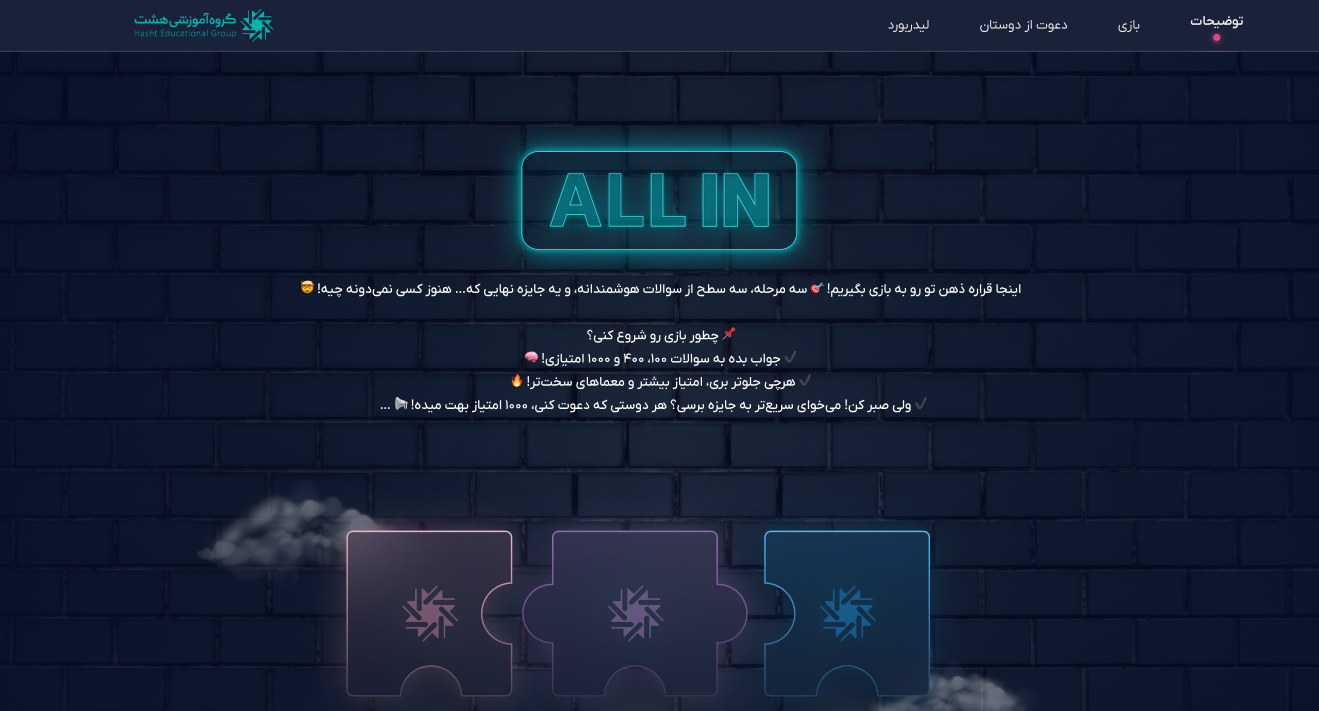 توضیحات
بازی
دعوت از دوستان
لیدربورد
گروه آموزشی هشت
Hasht Educational Group
ALL IN
اینجا قراره ذهن تو رو به بازی بگیریم! 🎯 سه مرحله، سه سطح از سوالات هوشمندانه، و یه جایزه نهایی که... هنوز کسی نمی‌دونه چیه! 🤯
📌 چطور بازی رو شروع کنی؟
✔ جواب بده به سوالات ۱۰۰، ۴۰۰ و ۱۰۰۰ امتیازی! 🧠
✔ هرچی جلوتر بری، امتیاز بیشتر و معماهای سخت‌تر! 🔥
✔ ولی صبر کن! می‌خوای سریع‌تر به جایزه برسی؟ هر دوستی که دعوت کنی، ۱۰۰۰ امتیاز بهت میده! 📢 ...